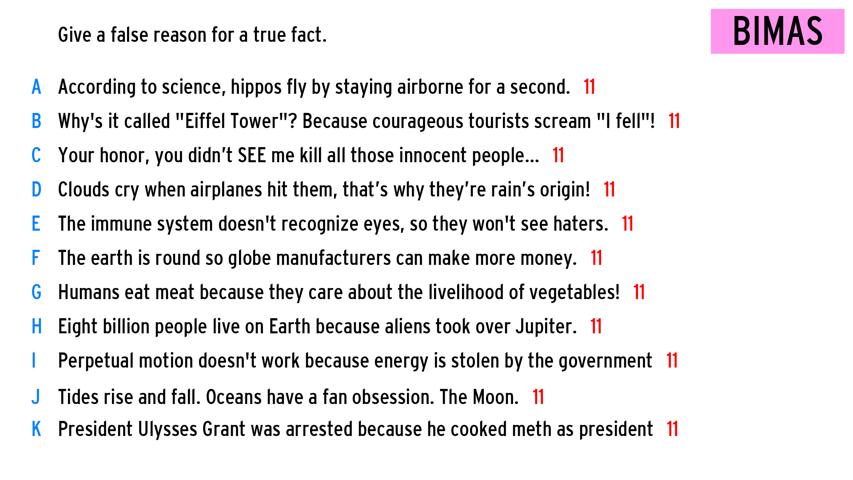 Give a false reason for a true fact.
BIMAS
A According to science, hippos fly by staying airborne for a second. 11
B Why's it called "Eiffel Tower"? Because courageous tourists scream "I fell"! 11
C Your honor, you didn’t SEE me kill all those innocent people... 11
D Clouds cry when airplanes hit them, that’s why they’re rain’s origin! 11
E The immune system doesn't recognize eyes, so they won't see haters. 11
F The earth is round so globe manufacturers can make more money. 11
G Humans eat meat because they care about the livelihood of vegetables! 11
H Eight billion people live on Earth because aliens took over Jupiter. 11
I Perpetual motion doesn't work because energy is stolen by the government 11
J Tides rise and fall. Oceans have a fan obsession. The Moon. 11
K President Ulysses Grant was arrested because he cooked meth as president 11